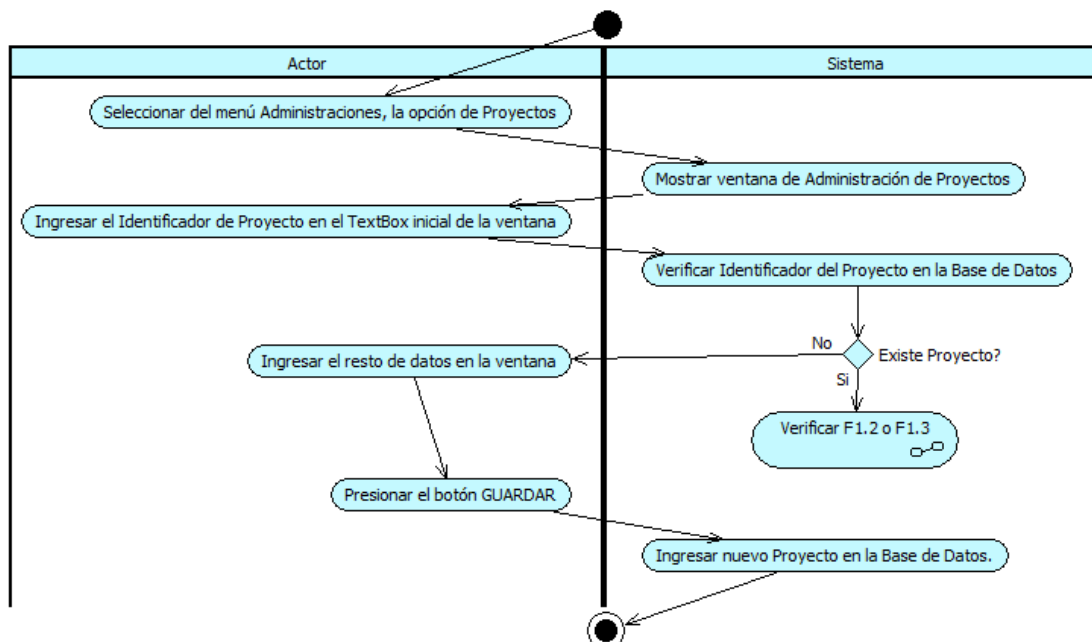 Actor
Sistema
Seleccionar del menú Administraciones, la opción de Proyectos
Mostrar ventana de Administración de Proyectos
Ingresar el Identificador de Proyecto en el TextBox inicial de la ventana
Verificar Identificador del Proyecto en la Base de Datos
No
Existe Proyecto?
Ingresar el resto de datos en la ventana
Si
Verificar F1.2 o F1.3
Presionar el botón GUARDAR
Ingresar nuevo Proyecto en la Base de Datos.